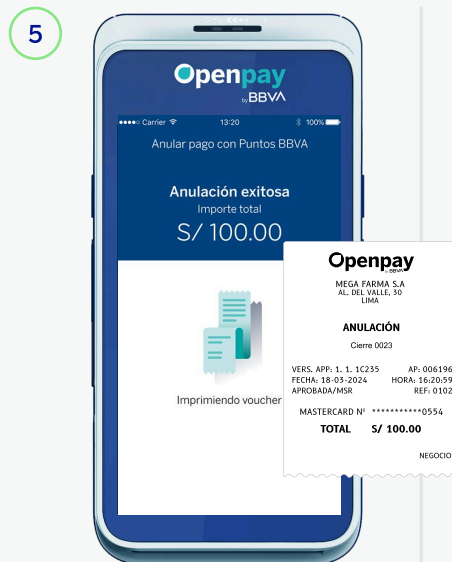 5
Openpay
by BBVA
Carrier 13:20 100%
Anular pago con Puntos BBVA
Anulación exitosa
Importe total
S/ 100.00
Imprimiendo voucher
Openpay
by BBVA
MEGA FARMA S.A
AL. DEL VALLE, 30
LIMA
ANULACIÓN
Cierre 0023
VERS. APP: 1. 1. 1C235 AP: 006196
FECHA: 18-03-2024 HORA: 16:20:59
APROBADA/MSR REF: 0102
MASTERCARD Nº ***********0554
TOTAL S/ 100.00
NEGOCIO